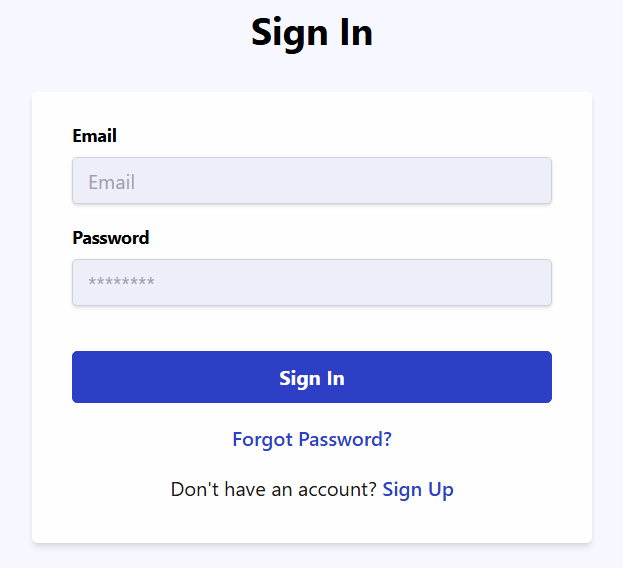 Sign In
Email
Email
Password
********
Sign In
Forgot Password?
Don't have an account? Sign Up